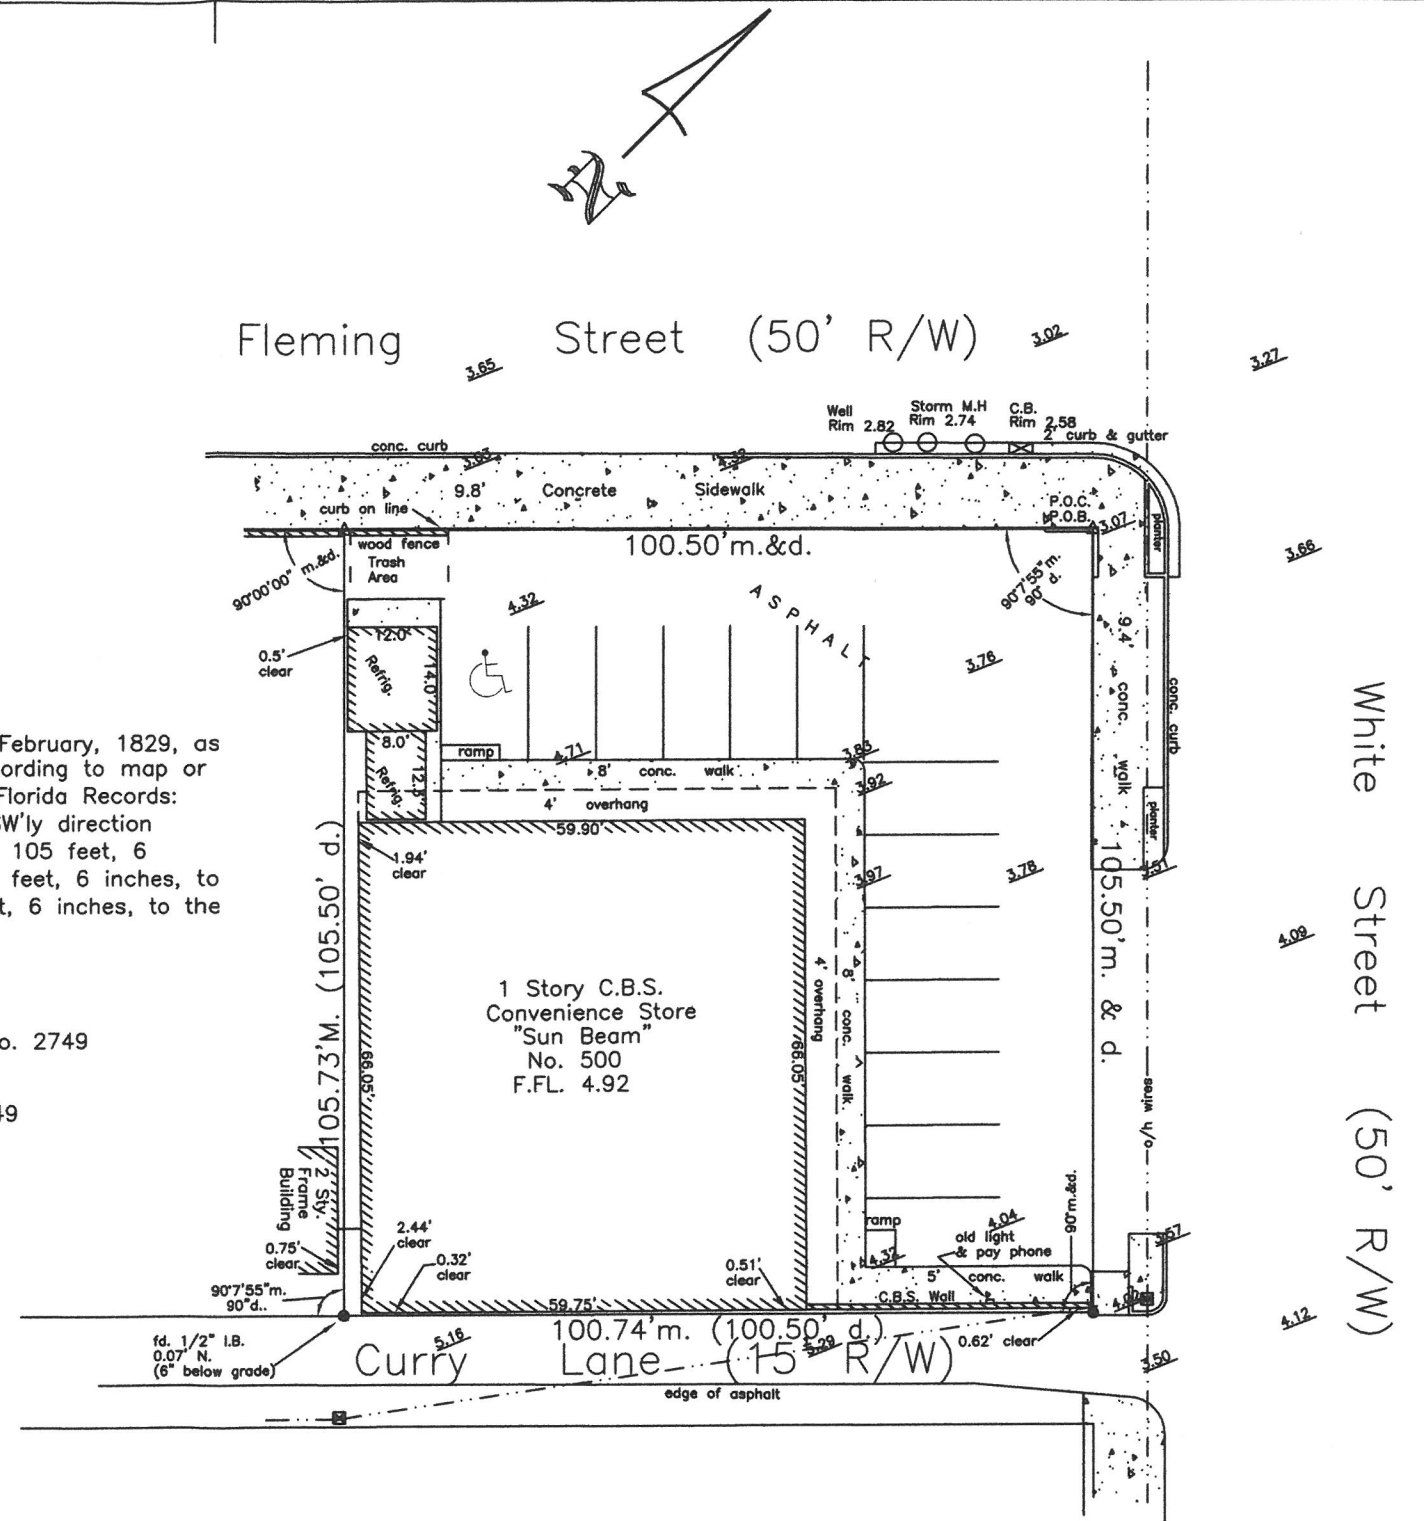 N
Fleming Street (50' R/W)
3.02
3.27
3.65
Well
Rim 2.82
Storm M.H
Rim 2.74
C.B.
Rim 2.58
2' curb & gutter
conc. curb
3.63
4.32
9.8' Concrete Sidewalk
curb on line
P.O.C.
P.O.B.
3.07
planter
wood fence
Trash
Area
100.50'm.&d.
90°00'00" m.&d.
90°7'55"m.
90° d.
3.66
4.32
ASPHALT
12.0'
0.5'
clear
Refrig.
14.0'
3.76
9.4'
conc. walk
conc. curb
White Street (50' R/W)
February, 1829, as
ording to map or
Florida Records:
SW'ly direction
105 feet, 6
feet, 6 inches, to
t, 6 inches, to the
8.0'
ramp
4.71
3.83
Refrig.
12.5'
8' conc. walk
3.92
4' overhang
planter
59.90'
1.94'
clear
3.97
3.78
3.51
105.73'M. (105.50' d.)
105.50'm. & d.
4.09
1 Story C.B.S.
Convenience Store
"Sun Beam"
No. 500
F.FL. 4.92
4' overhang
8' conc. walk
o. 2749
66.05'
66.05'
49
o/h wires
2 Sty.
Frame
Building
90°m.&d.
2.44'
clear
ramp
4.04
old light
& pay phone
3.57
0.75'
clear
0.32'
clear
0.51'
clear
4.32
5' conc. walk
90°7'55"m.
90°d..
59.75'
C.B.S. Wall
100.74'm. (100.50' d.)
4.12
fd. 1/2" I.B.
0.07' N.
(6" below grade)
5.16
5.29
0.62' clear
Curry Lane (15' R/W)
3.50
edge of asphalt